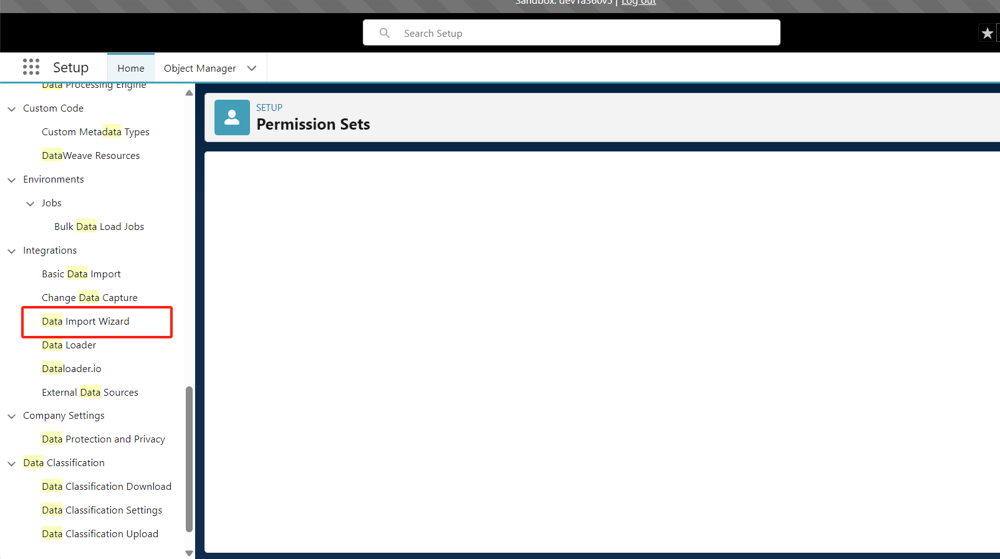 Sandbox: dev1a360v5 | Log out
Search Setup
Setup
Home
Object Manager
Data Processing Engine
Custom Code
Custom Metadata Types
DataWeave Resources
Environments
Jobs
Bulk Data Load Jobs
Integrations
Basic Data Import
Change Data Capture
Data Import Wizard
Data Loader
Dataloader.io
External Data Sources
Company Settings
Data Protection and Privacy
Data Classification
Data Classification Download
Data Classification Settings
Data Classification Upload
SETUP
Permission Sets